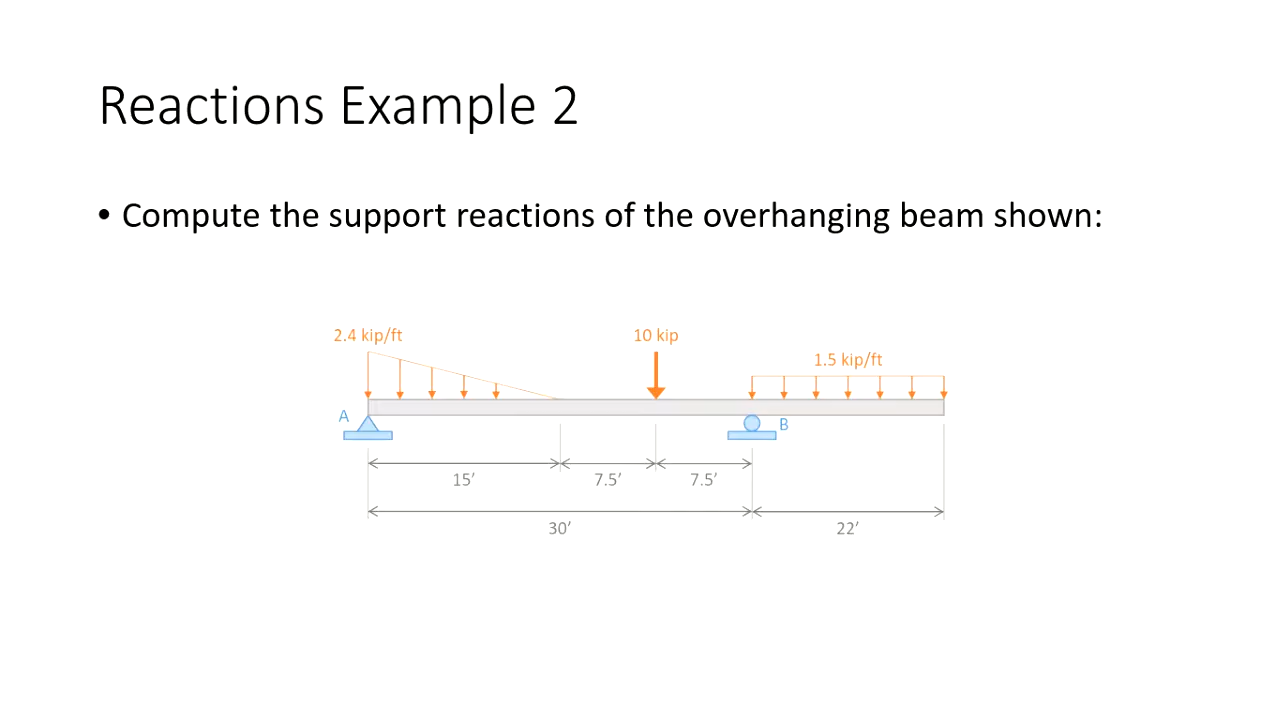 Reactions Example 2
• Compute the support reactions of the overhanging beam shown:
2.4 kip/ft
10 kip
1.5 kip/ft
A
B
15′
7.5′
7.5′
30′
22′